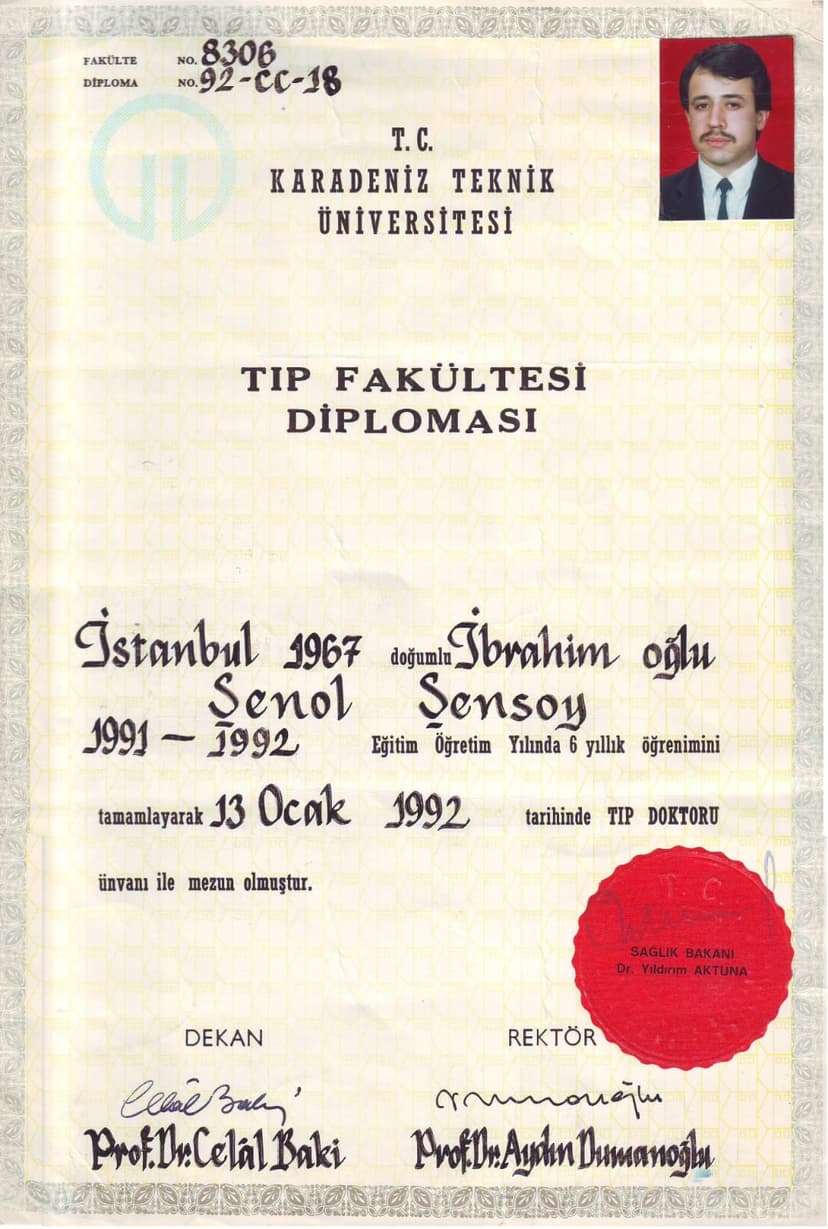 FAKÜLTE NO. 8306
DİPLOMA NO. 92-CC-18
T. C.
KARADENİZ TEKNİK
ÜNİVERSİTESİ
TIP FAKÜLTESİ
DİPLOMASI
İstanbul 1967 doğumlu İbrahim oğlu
Şenol Şensoy
1991 – 1992 Eğitim Öğretim Yılında 6 yıllık öğrenimini
tamamlayarak 13 Ocak 1992 tarihinde TIP DOKTORU
ünvanı ile mezun olmuştur.
T. C.
SAĞLIK BAKANI
Dr. Yıldırım AKTUNA
DEKAN REKTÖR
Celâl Baki
Prof.Dr.Celâl Baki Prof.Dr.Aydın Dumanoğlu